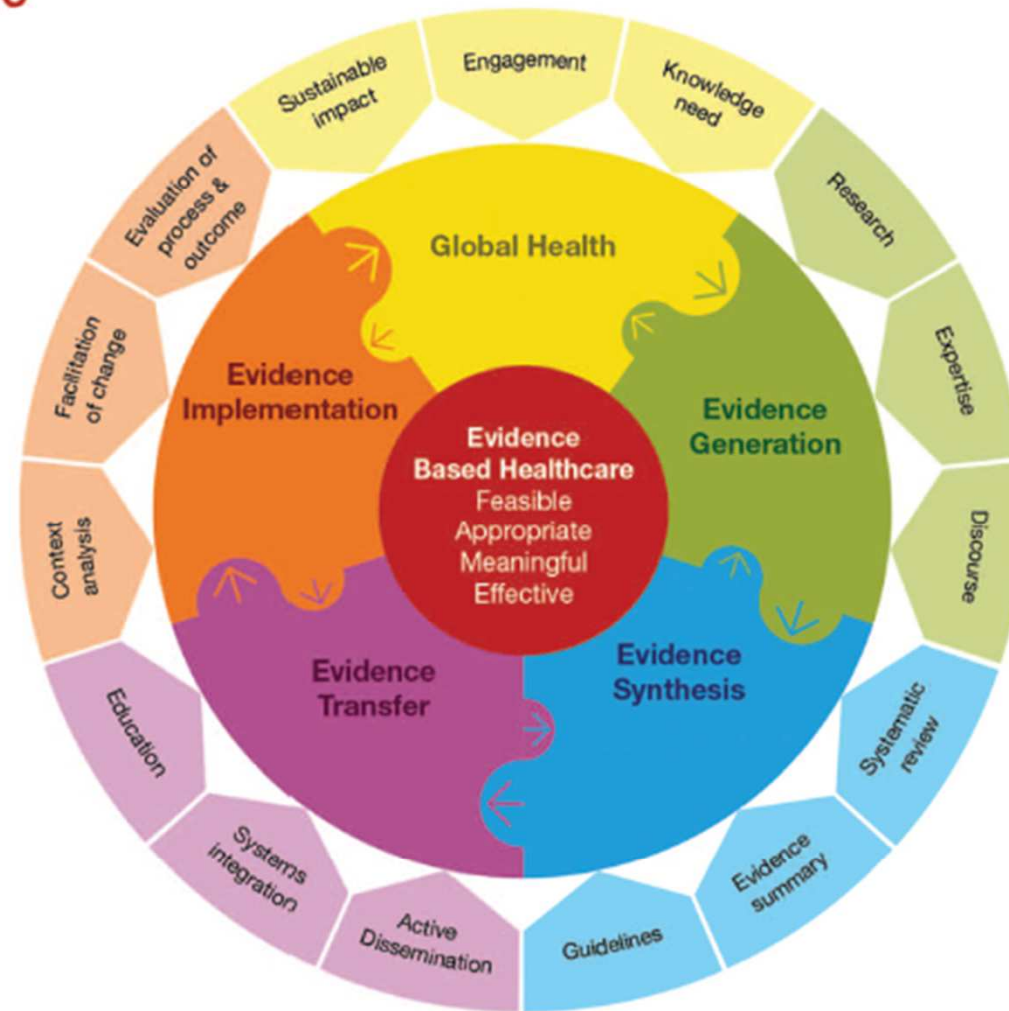 Sustainable
impact
Engagement
Knowledge
need
Research
Expertise
Discourse
Systematic
review
Evidence
summary
Guidelines
Active
Dissemination
Systems
integration
Education
Context
analysis
Facilitation
of change
Evaluation of
process &
outcome
Global Health
Evidence
Generation
Evidence
Synthesis
Evidence
Transfer
Evidence
Implementation
Evidence
Based Healthcare
Feasible
Appropriate
Meaningful
Effective